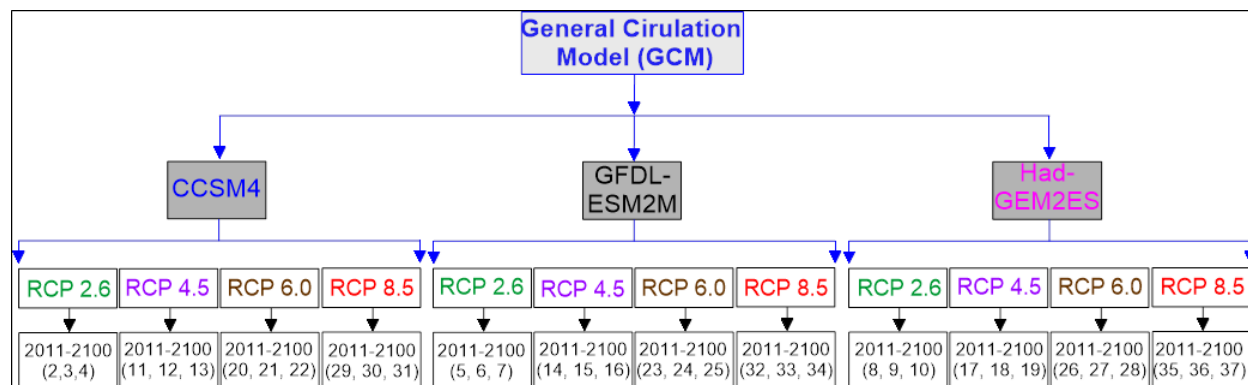 General Cirulation
Model (GCM)
CCSM4
GFDL-
ESM2M
Had-
GEM2ES
RCP 2.6
RCP 4.5
RCP 6.0
RCP 8.5
RCP 2.6
RCP 4.5
RCP 6.0
RCP 8.5
RCP 2.6
RCP 4.5
RCP 6.0
RCP 8.5
2011-2100
(2,3,4)
2011-2100
(11, 12, 13)
2011-2100
(20, 21, 22)
2011-2100
(29, 30, 31)
2011-2100
(5, 6, 7)
2011-2100
(14, 15, 16)
2011-2100
(23, 24, 25)
2011-2100
(32, 33, 34)
2011-2100
(8, 9, 10)
2011-2100
(17, 18, 19)
2011-2100
(26, 27, 28)
2011-2100
(35, 36, 37)